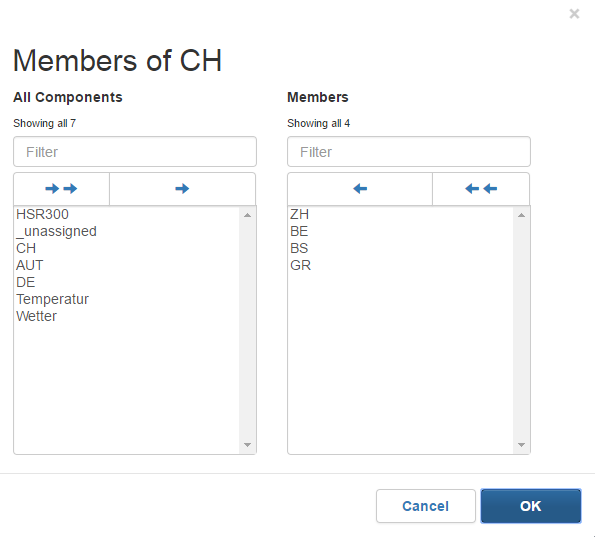 ×
Members of CH
All Components
Showing all 7
Filter
HSR300
_unassigned
CH
AUT
DE
Temperatur
Wetter
Members
Showing all 4
Filter
ZH
BE
BS
GR
Cancel
OK